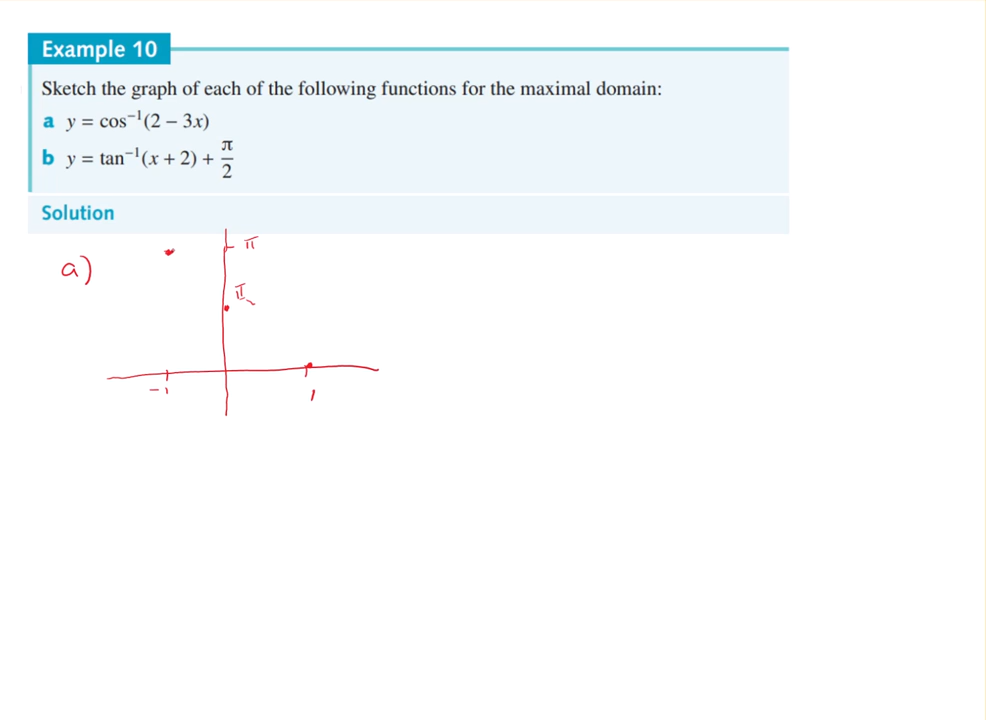 Example 10
Sketch the graph of each of the following functions for the maximal domain:
a y = cos⁻¹(2 – 3x)
b y = tan⁻¹(x + 2) + π/2
Solution
a)
π
π/2
-1
1